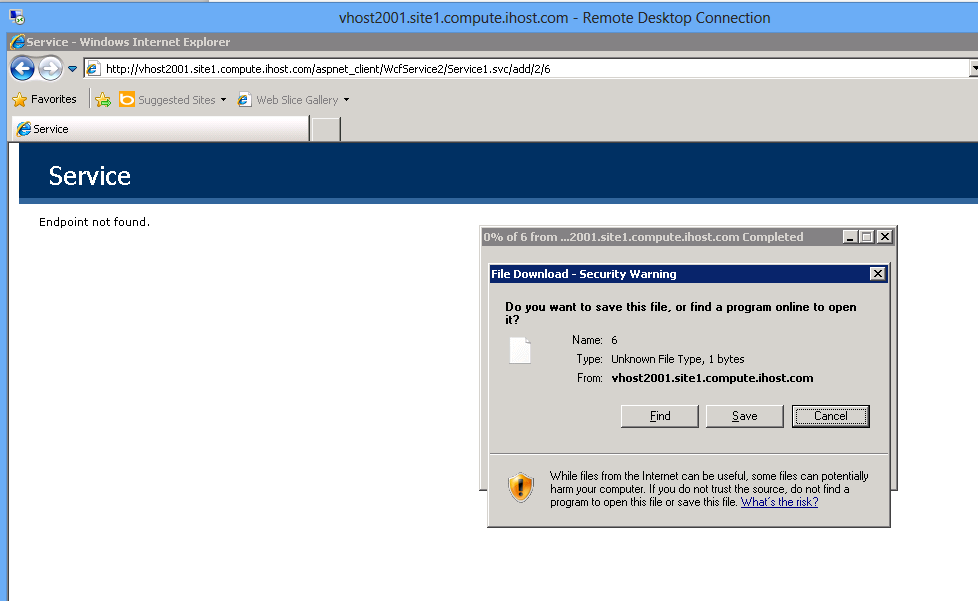 vhost2001.site1.compute.ihost.com - Remote Desktop Connection
Service - Windows Internet Explorer
http://vhost2001.site1.compute.ihost.com/aspnet_client/WcfService2/Service1.svc/add/2/6
Favorites Suggested Sites Web Slice Gallery
Service
Service
Endpoint not found.
0% of 6 from ...2001.site1.compute.ihost.com Completed
File Download - Security Warning
Do you want to save this file, or find a program online to open
it?
Name: 6
Type: Unknown File Type, 1 bytes
From: vhost2001.site1.compute.ihost.com
Find Save Cancel
While files from the Internet can be useful, some files can potentially
harm your computer. If you do not trust the source, do not find a
program to open this file or save this file. What's the risk?